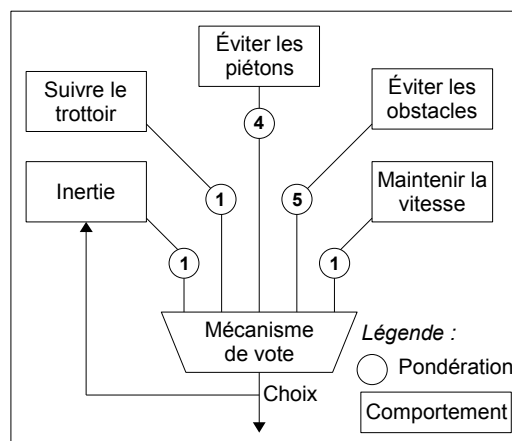 Éviter les
piétons
Suivre le
trottoir
Éviter les
obstacles
4
Inertie
Maintenir la
vitesse
1
5
1
1
Mécanisme
de vote
Légende :
Pondération
Choix
Comportement